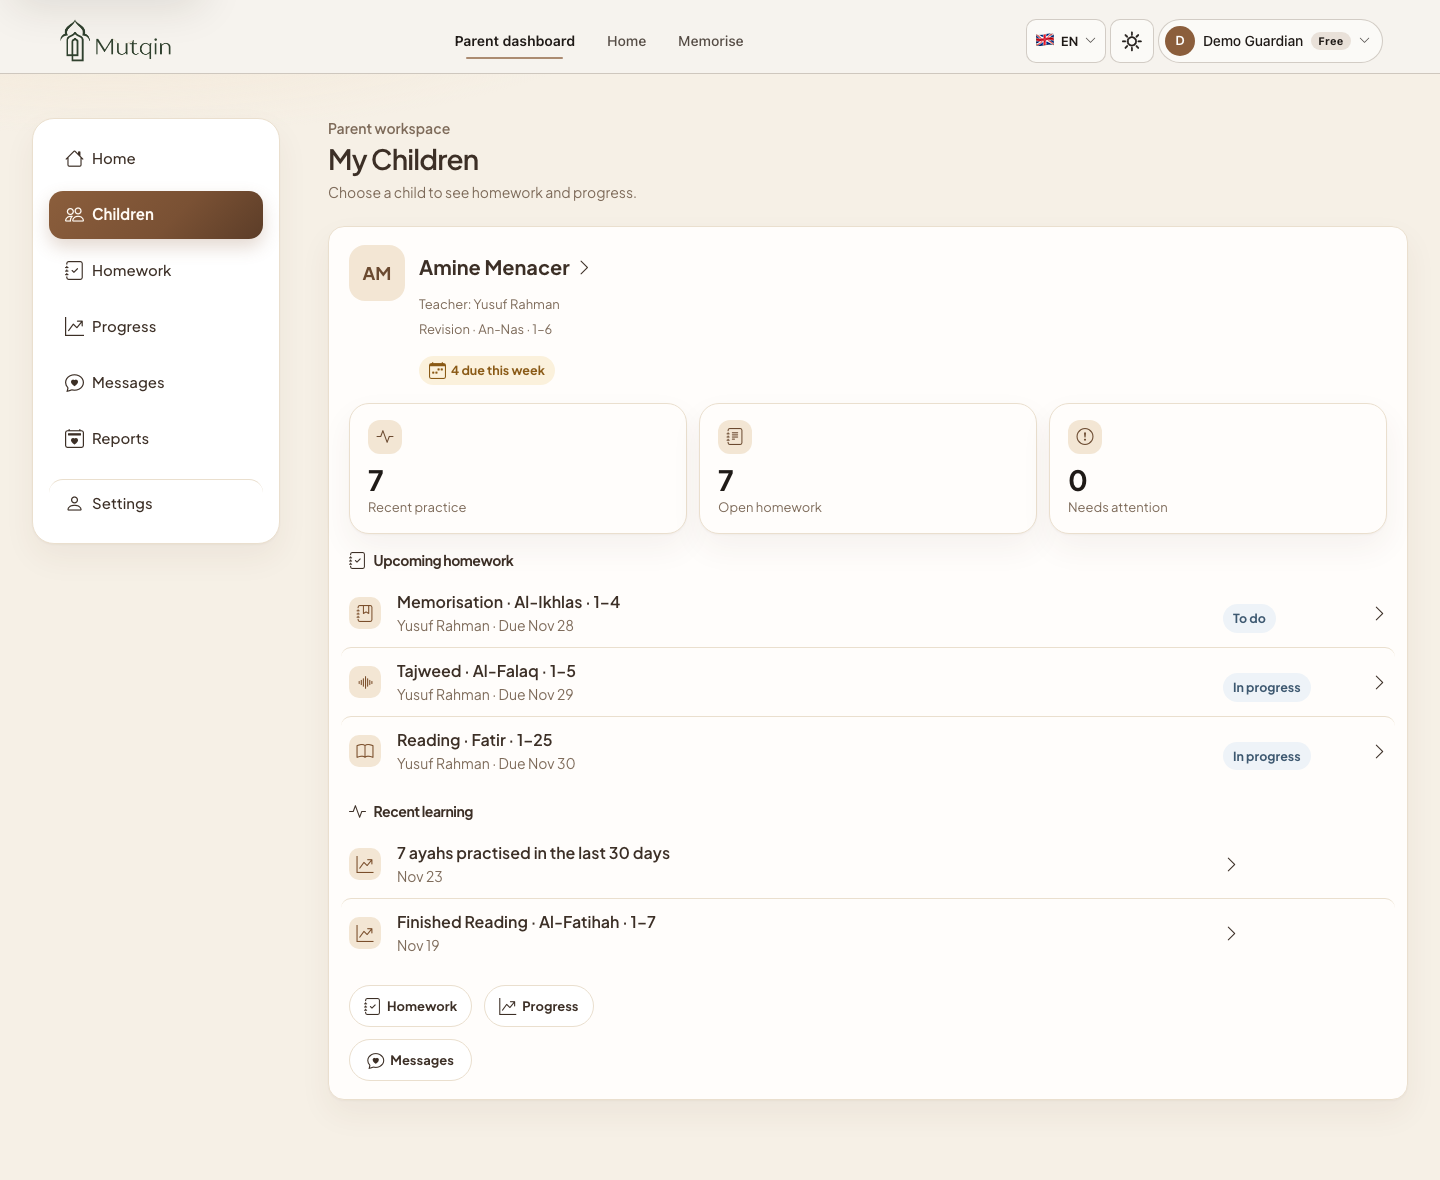 Mutqin
Parent dashboard
Home
Memorise
EN
D
Demo Guardian
Free
Home
Children
Homework
Progress
Messages
Reports
Settings
Parent workspace
My Children
Choose a child to see homework and progress.
AM
Amine Menacer
Teacher: Yusuf Rahman
Revision · An-Nas · 1–6
4 due this week
7
Recent practice
7
Open homework
0
Needs attention
Upcoming homework
Memorisation · Al-Ikhlas · 1–4
Yusuf Rahman · Due Nov 28
To do
Tajweed · Al-Falaq · 1–5
Yusuf Rahman · Due Nov 29
In progress
Reading · Fatir · 1–25
Yusuf Rahman · Due Nov 30
In progress
Recent learning
7 ayahs practised in the last 30 days
Nov 23
Finished Reading · Al-Fatihah · 1–7
Nov 19
Homework
Progress
Messages